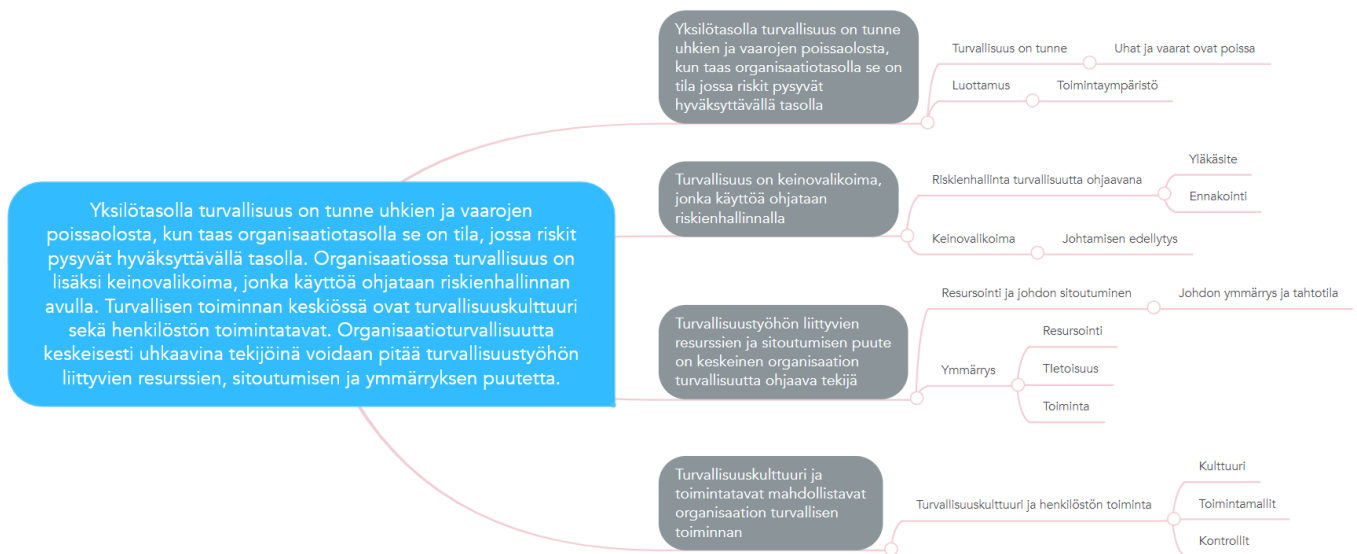 Yksilötasolla turvallisuus on tunne uhkien ja vaarojen
poissaolosta, kun taas organisaatiotasolla se on tila, jossa riskit
pysyvät hyväksyttävällä tasolla. Organisaatiossa turvallisuus on
lisäksi keinovalikoima, jonka käyttöä ohjataan riskienhallinnan
avulla. Turvallisen toiminnan keskiössä ovat turvallisuuskulttuuri
sekä henkilöstön toimintatavat. Organisaatioturvallisuutta
keskeisesti uhkaavina tekijöinä voidaan pitää turvallisuustyöhön
liittyvien resurssien, sitoutumisen ja ymmärryksen puutetta.
Yksilötasolla turvallisuus on tunne
uhkien ja vaarojen poissaolosta,
kun taas organisaatiotasolla se on
tila jossa riskit pysyvät
hyväksyttävällä tasolla
Turvallisuus on tunne
Uhat ja vaarat ovat poissa
Luottamus
Toimintaympäristö
Turvallisuus on keinovalikoima,
jonka käyttöä ohjataan
riskienhallinnalla
Riskienhallinta turvallisuutta ohjaavana
Yläkäsite
Ennakointi
Keinovalikoima
Johtamisen edellytys
Turvallisuustyöhön liittyvien
resurssien ja sitoutumisen puute
on keskeinen organisaation
turvallisuutta ohjaava tekijä
Resursointi ja johdon sitoutuminen
Johdon ymmärrys ja tahtotila
Ymmärrys
Resursointi
TIetoisuus
Toiminta
Turvallisuuskulttuuri ja
toimintatavat mahdollistavat
organisaation turvallisen
toiminnan
Turvallisuuskulttuuri ja henkilöstön toiminta
Kulttuuri
Toimintamallit
Kontrollit